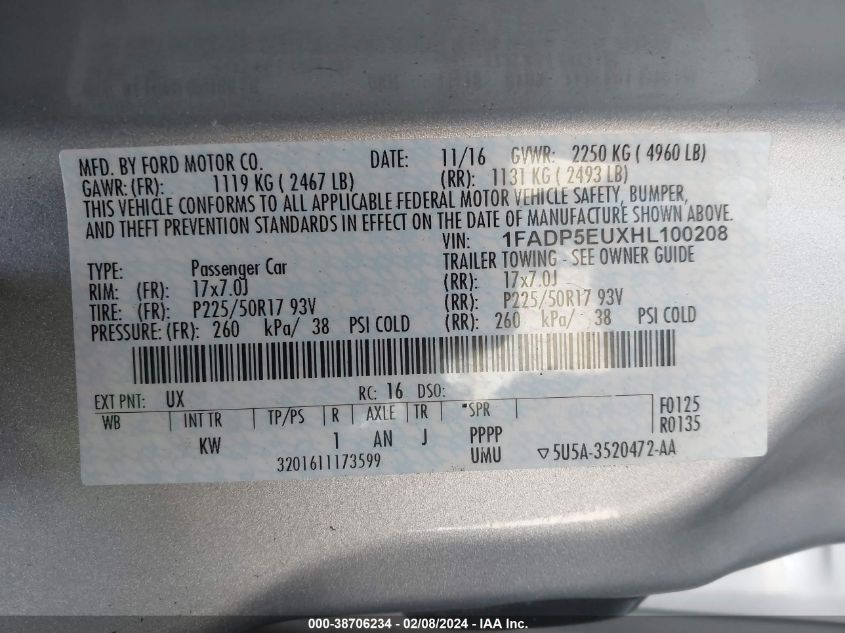 MFD. BY FORD MOTOR CO. DATE: 11/16 GVWR: 2250 KG ( 4960 LB)
GAWR:(FR): 1119 KG ( 2467 LB) (RR): 1131 KG ( 2493 LB)
THIS VEHICLE CONFORMS TO ALL APPLICABLE FEDERAL MOTOR VEHICLE SAFETY, BUMPER,
AND THEFT PREVENTION STANDARDS IN EFFECT ON THE DATE OF MANUFACTURE SHOWN ABOVE.
VIN: 1FADP5EUXHL100208
TYPE: Passenger Car TRAILER TOWING - SEE OWNER GUIDE
RIM: (FR): 17x7.0J (RR): 17x7.0J
TIRE: (FR): P225/50R17 93V (RR): P225/50R17 93V
PRESSURE:(FR): 260 kPa/ 38 PSI COLD (RR): 260 kPa/ 38 PSI COLD
EXT PNT: UX RC: 16 DSO: F0125
WB INT TR TP/PS R AXLE TR *SPR R0135
KW 1 AN J PPPP
3201611173599 UMU ▽5U5A-3520472-AA
000-38706234 - 02/08/2024 - IAA Inc.